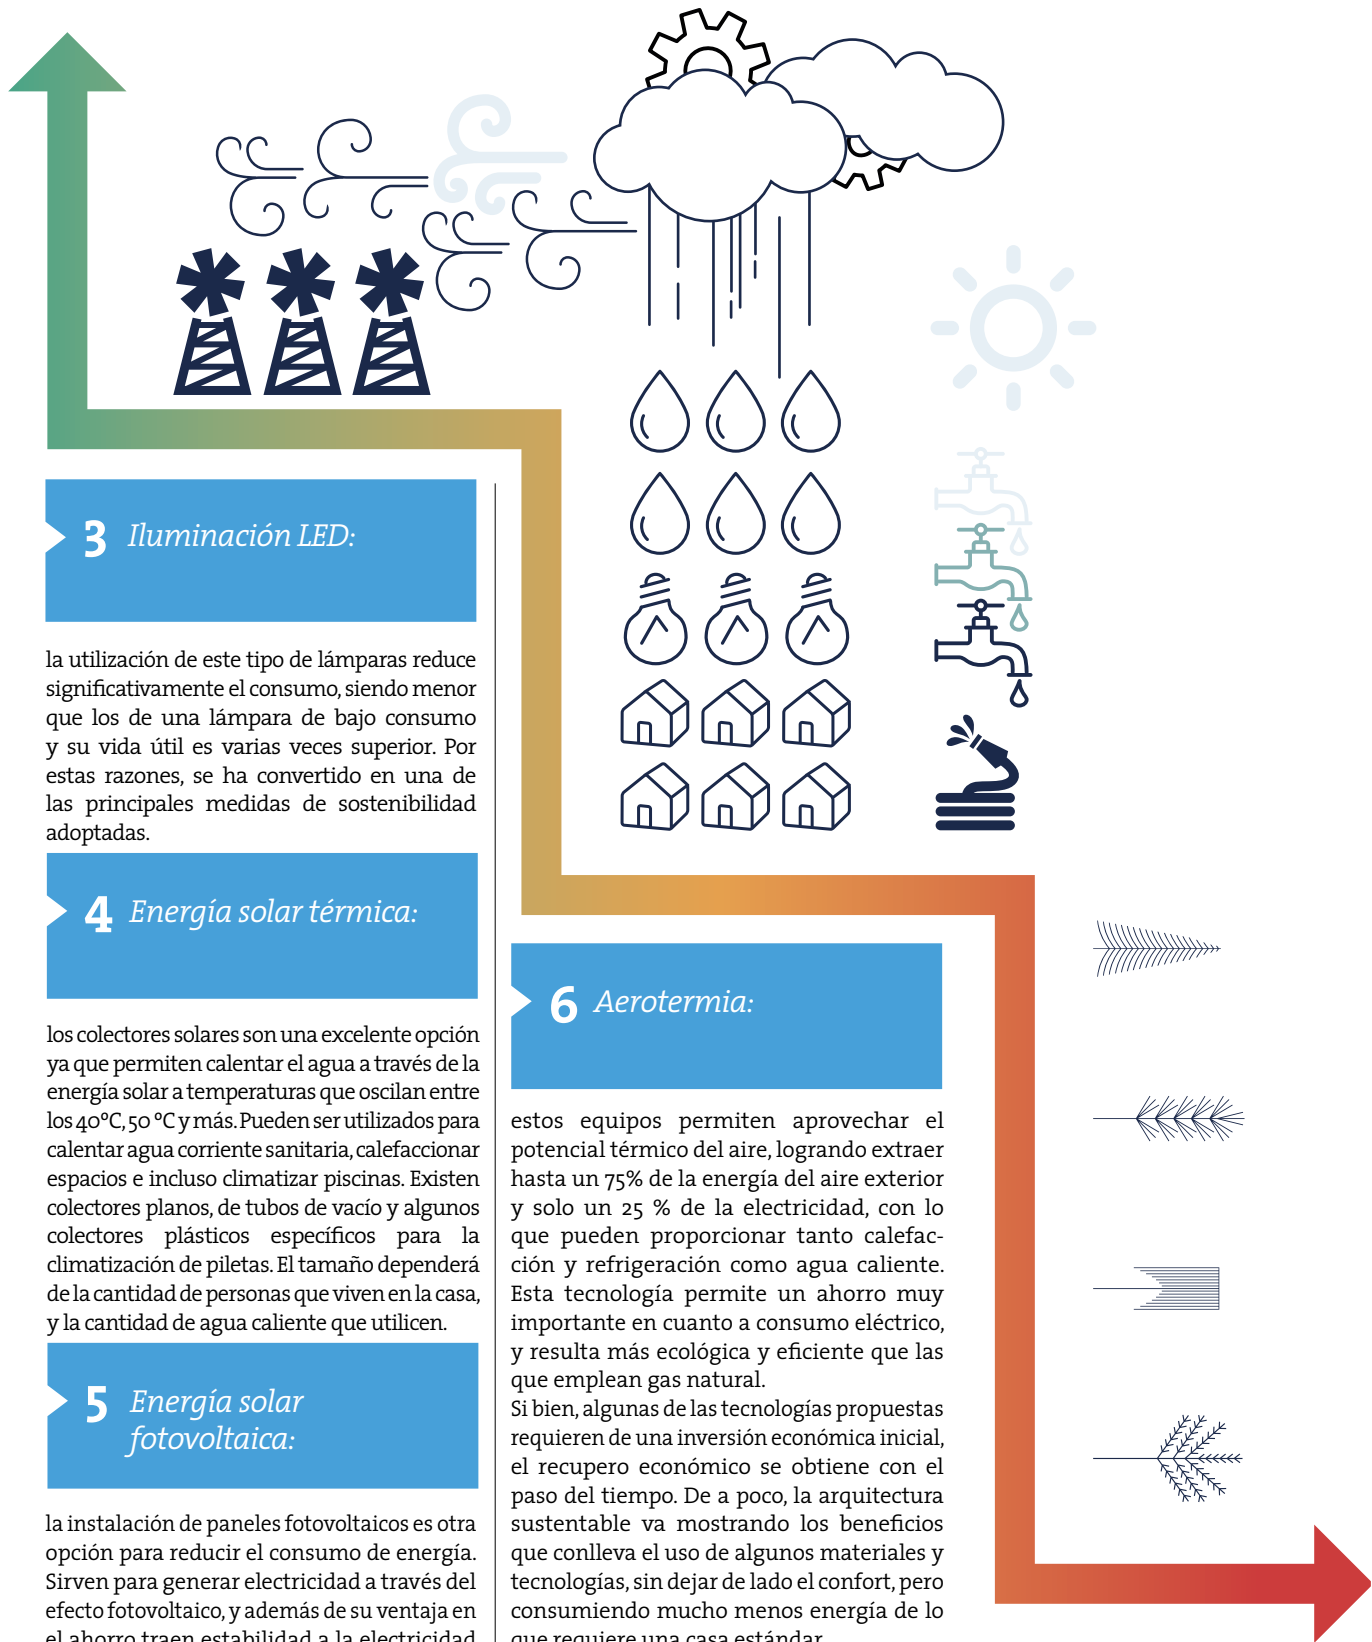 3 Iluminación LED:
la utilización de este tipo de lámparas reduce
significativamente el consumo, siendo menor
que los de una lámpara de bajo consumo
y su vida útil es varias veces superior. Por
estas razones, se ha convertido en una de
las principales medidas de sostenibilidad
adoptadas.
4 Energía solar térmica:
los colectores solares son una excelente opción
ya que permiten calentar el agua a través de la
energía solar a temperaturas que oscilan entre
los 40ºC, 50 ºC y más. Pueden ser utilizados para
calentar agua corriente sanitaria, calefaccionar
espacios e incluso climatizar piscinas. Existen
colectores planos, de tubos de vacío y algunos
colectores plásticos específicos para la
climatización de piletas. El tamaño dependerá
de la cantidad de personas que viven en la casa,
y la cantidad de agua caliente que utilicen.
5 Energía solar
fotovoltaica:
la instalación de paneles fotovoltaicos es otra
opción para reducir el consumo de energía.
Sirven para generar electricidad a través del
efecto fotovoltaico, y además de su ventaja en
el ahorro traen estabilidad a la electricidad
6 Aerotermia:
estos equipos permiten aprovechar el
potencial térmico del aire, logrando extraer
hasta un 75% de la energía del aire exterior
y solo un 25 % de la electricidad, con lo
que pueden proporcionar tanto calefac-
ción y refrigeración como agua caliente.
Esta tecnología permite un ahorro muy
importante en cuanto a consumo eléctrico,
y resulta más ecológica y eficiente que las
que emplean gas natural.
Si bien, algunas de las tecnologías propuestas
requieren de una inversión económica inicial,
el recupero económico se obtiene con el
paso del tiempo. De a poco, la arquitectura
sustentable va mostrando los beneficios
que conlleva el uso de algunos materiales y
tecnologías, sin dejar de lado el confort, pero
consumiendo mucho menos energía de lo
que requiere una casa estándar.